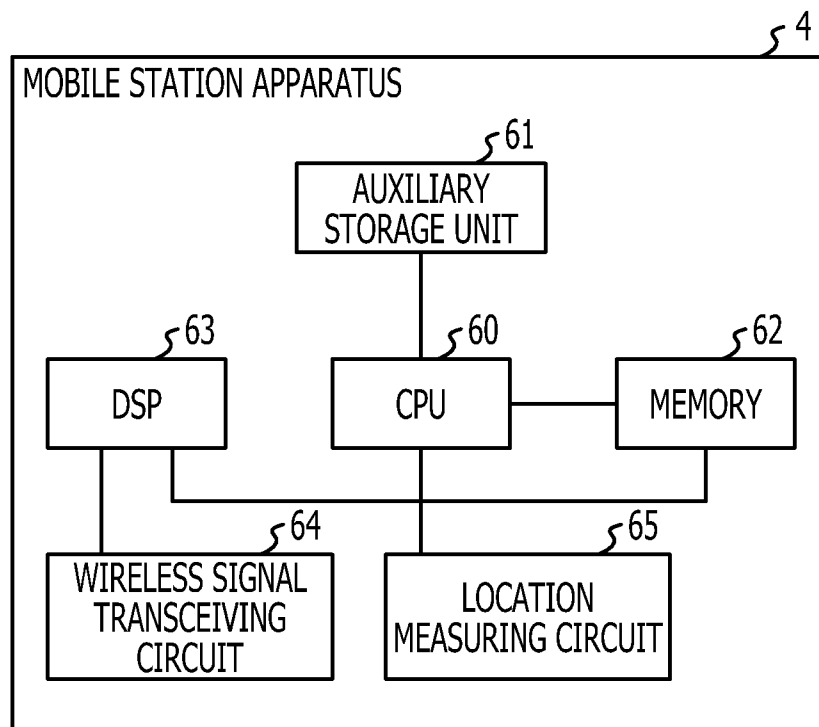 4
MOBILE STATION APPARATUS
61
AUXILIARY
STORAGE UNIT
63
60
62
DSP
CPU
MEMORY
64
65
WIRELESS SIGNAL
TRANSCEIVING
CIRCUIT
LOCATION
MEASURING CIRCUIT